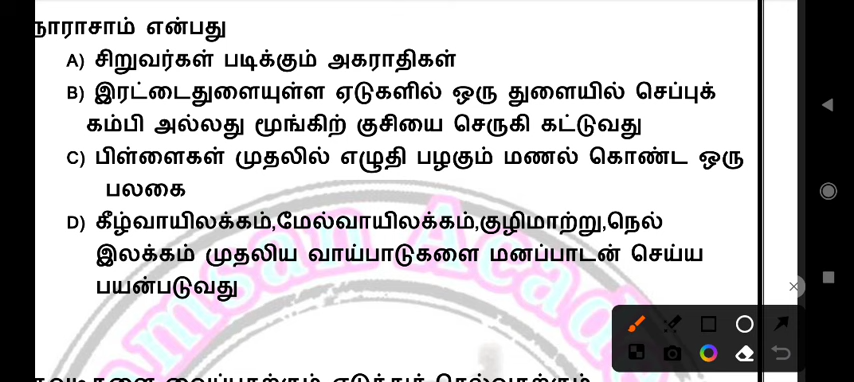 நாராசாம் என்பது
A) சிறுவர்கள் படிக்கும் அகராதிகள்
B) இரட்டைதுளையுள்ள ஏடுகளில் ஒரு துளையில் செப்புக்
கம்பி அல்லது மூங்கிற் குசியை செருகி கட்டுவது
C) பிள்ளைகள் முதலில் எழுதி பழகும் மணல் கொண்ட ஒரு
பலகை
D) கீழ்வாயிலக்கம்,மேல்வாயிலக்கம்,குழிமாற்று,நெல்
இலக்கம் முதலிய வாய்பாடுகளை மனப்பாடன் செய்ய
பயன்படுவது